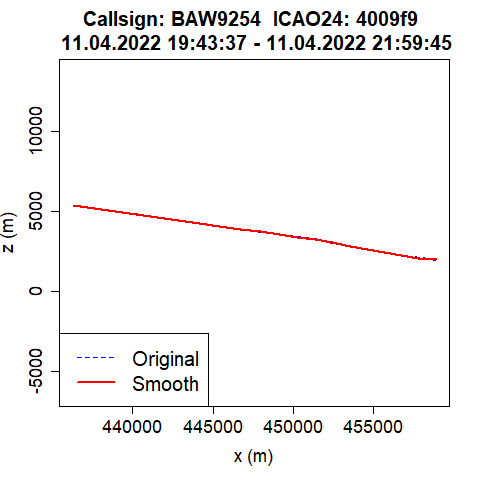 Callsign: BAW9254  ICAO24: 4009f9
11.04.2022 19:43:37 - 11.04.2022 21:59:45
z (m)
10000
5000
0
-5000
Original
Smooth
440000 445000 450000 455000
x (m)